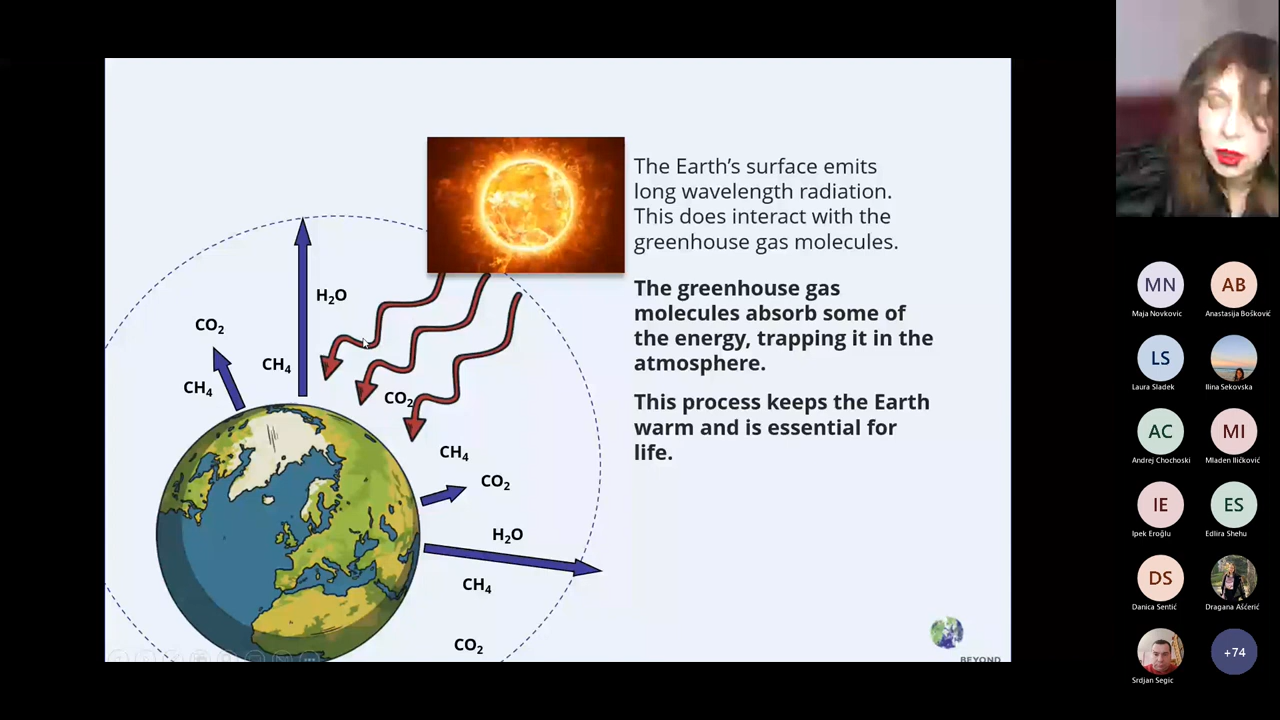 The Earth’s surface emits
long wavelength radiation.
This does interact with the
greenhouse gas molecules.
The greenhouse gas
molecules absorb some of
the energy, trapping it in the
atmosphere.
This process keeps the Earth
warm and is essential for
life.
H₂O
CO₂
CH₄
CH₄
CO₂
CH₄
CO₂
H₂O
CH₄
CO₂
BEYOND
MN
AB
Maja Novkovic
Anastasija Bošković
LS
Laura Sladek
Ilina Sekovska
AC
MI
Andrej Chochoski
Mladen Iličković
IE
ES
Ipek Eroğlu
Edlira Shehu
DS
Danica Sentić
Dragana Ašćerić
+74
Srdjan Segic